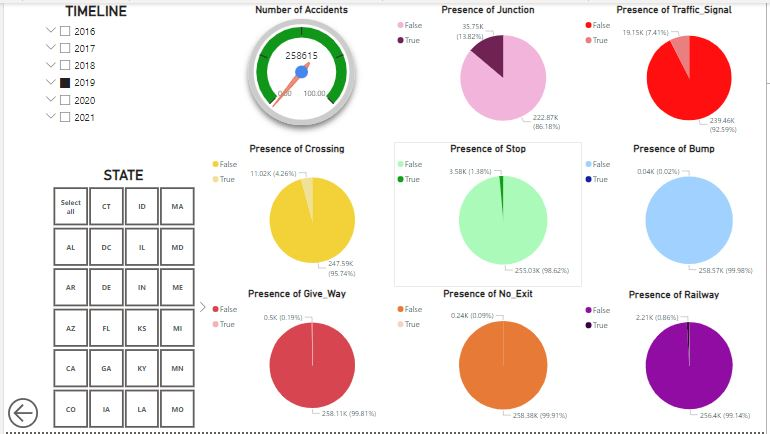 TIMELINE
2016
2017
2018
2019
2020
2021
STATE
Select all
CT
ID
MA
AL
DC
IL
MD
AR
DE
IN
ME
AZ
FL
KS
MI
CA
GA
KY
MN
CO
IA
LA
MO
Number of Accidents
258615
0.00
100.00
Presence of Junction
False
True
35.75K
(13.82%)
222.87K
(86.18%)
Presence of Traffic_Signal
False
True
19.15K (7.41%)
239.46K
(92.59%)
Presence of Crossing
False
True
11.02K (4.26%)
247.59K
(95.74%)
Presence of Stop
False
True
3.58K (1.38%)
255.03K (98.62%)
Presence of Bump
False
True
0.04K (0.02%)
258.57K (99.98%)
Presence of Give_Way
False
True
0.5K (0.19%)
258.11K (99.81%)
Presence of No_Exit
False
True
0.24K (0.09%)
258.38K (99.91%)
Presence of Railway
False
True
2.21K (0.86%)
256.4K (99.14%)